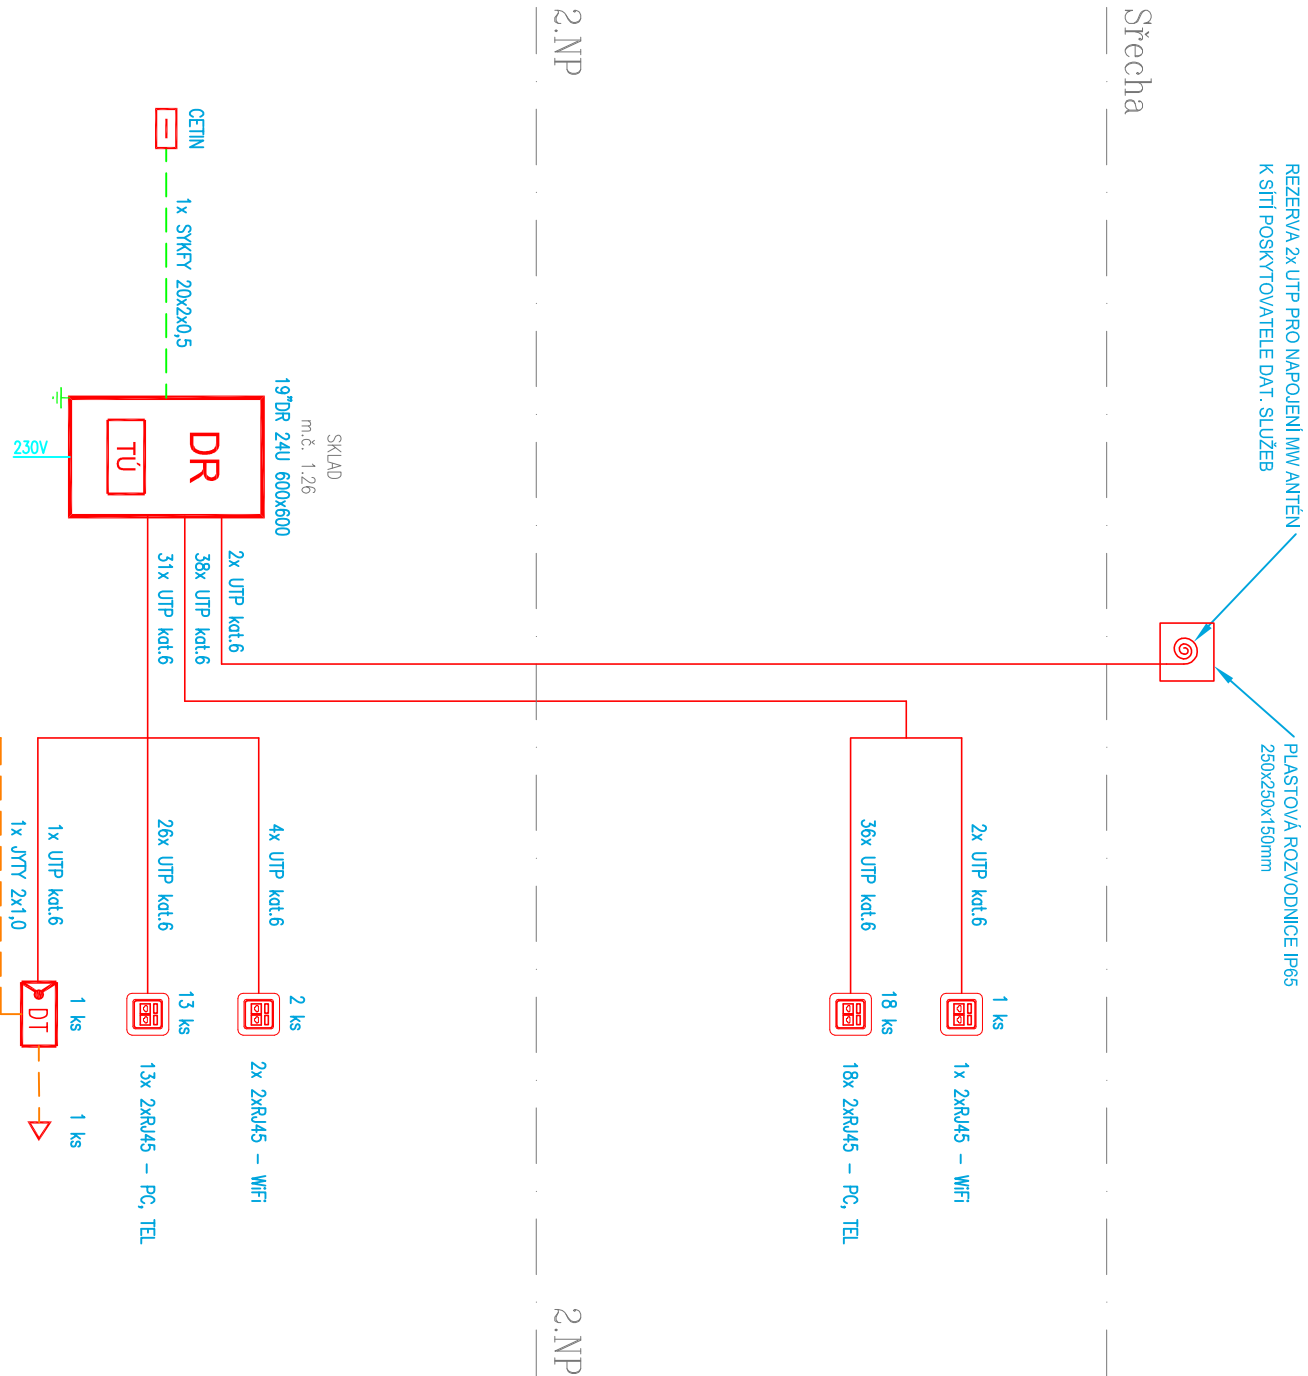 Střecha
REZERVA 2x UTP PRO NAPOJENÍ MW ANTÉN
K SÍTÍ POSKYTOVATELE DAT. SLUŽEB
PLASTOVÁ ROZVODNICE IP65
250x250x150mm
1 ks
2x UTP kat.6
1x 2xRJ45 - WiFi
18 ks
36x UTP kat.6
18x 2xRJ45 - PC, TEL
2.NP
2.NP
SKLAD
m.č. 1.26
19"DR 24U 600x600
CETIN
1x SYKFY 20x2x0,5
DR
TÚ
230V
2x UTP kat.6
38x UTP kat.6
31x UTP kat.6
2 ks
4x UTP kat.6
2x 2xRJ45 - WiFi
13 ks
26x UTP kat.6
13x 2xRJ45 - PC, TEL
1 ks
1 ks
1x UTP kat.6
DT
1x JYTY 2x1,0